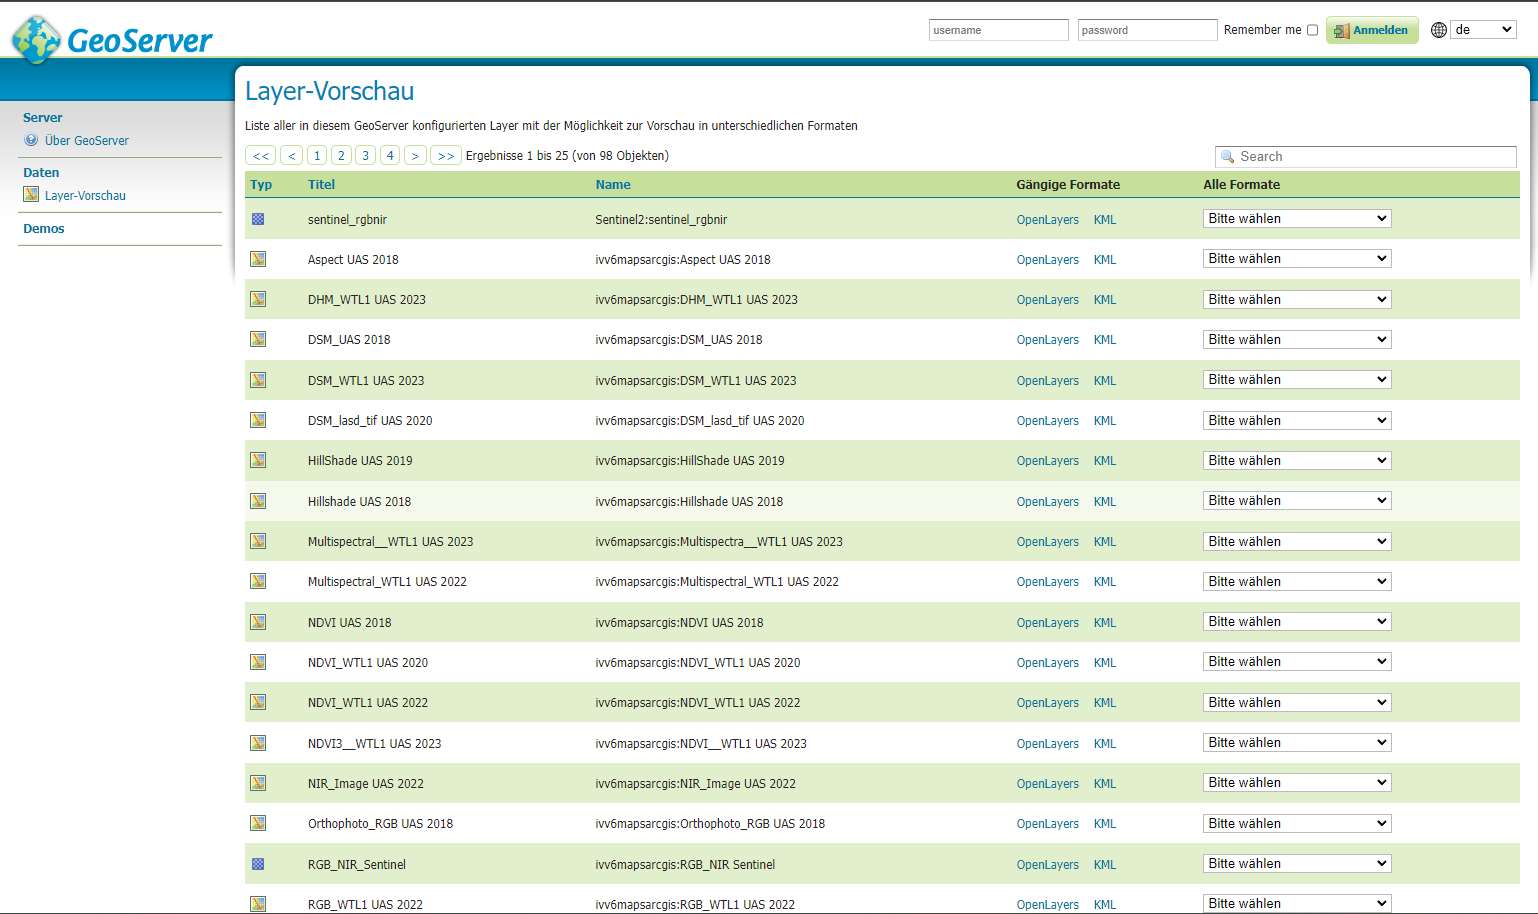 GeoServer
username password Remember me Anmelden de
Layer-Vorschau
Server
Über GeoServer
Daten
Layer-Vorschau
Demos
Liste aller in diesem GeoServer konfigurierten Layer mit der Möglichkeit zur Vorschau in unterschiedlichen Formaten
<< < 1 2 3 4 > >> Ergebnisse 1 bis 25 (von 98 Objekten) Search
Typ Titel Name Gängige Formate Alle Formate
sentinel_rgbnir Sentinel2:sentinel_rgbnir OpenLayers KML Bitte wählen
Aspect UAS 2018 ivv6mapsarcgis:Aspect UAS 2018 OpenLayers KML Bitte wählen
DHM_WTL1 UAS 2023 ivv6mapsarcgis:DHM_WTL1 UAS 2023 OpenLayers KML Bitte wählen
DSM_UAS 2018 ivv6mapsarcgis:DSM_UAS 2018 OpenLayers KML Bitte wählen
DSM_WTL1 UAS 2023 ivv6mapsarcgis:DSM_WTL1 UAS 2023 OpenLayers KML Bitte wählen
DSM_lasd_tif UAS 2020 ivv6mapsarcgis:DSM_lasd_tif UAS 2020 OpenLayers KML Bitte wählen
HillShade UAS 2019 ivv6mapsarcgis:HillShade UAS 2019 OpenLayers KML Bitte wählen
Hillshade UAS 2018 ivv6mapsarcgis:Hillshade UAS 2018 OpenLayers KML Bitte wählen
Multispectral__WTL1 UAS 2023 ivv6mapsarcgis:Multispectra__WTL1 UAS 2023 OpenLayers KML Bitte wählen
Multispectral_WTL1 UAS 2022 ivv6mapsarcgis:Multispectral_WTL1 UAS 2022 OpenLayers KML Bitte wählen
NDVI UAS 2018 ivv6mapsarcgis:NDVI UAS 2018 OpenLayers KML Bitte wählen
NDVI_WTL1 UAS 2020 ivv6mapsarcgis:NDVI_WTL1 UAS 2020 OpenLayers KML Bitte wählen
NDVI_WTL1 UAS 2022 ivv6mapsarcgis:NDVI_WTL1 UAS 2022 OpenLayers KML Bitte wählen
NDVI3__WTL1 UAS 2023 ivv6mapsarcgis:NDVI__WTL1 UAS 2023 OpenLayers KML Bitte wählen
NIR_Image UAS 2022 ivv6mapsarcgis:NIR_Image UAS 2022 OpenLayers KML Bitte wählen
Orthophoto_RGB UAS 2018 ivv6mapsarcgis:Orthophoto_RGB UAS 2018 OpenLayers KML Bitte wählen
RGB_NIR_Sentinel ivv6mapsarcgis:RGB_NIR Sentinel OpenLayers KML Bitte wählen
RGB_WTL1 UAS 2022 ivv6mapsarcgis:RGB_WTL1 UAS 2022 OpenLayers KML Bitte wählen